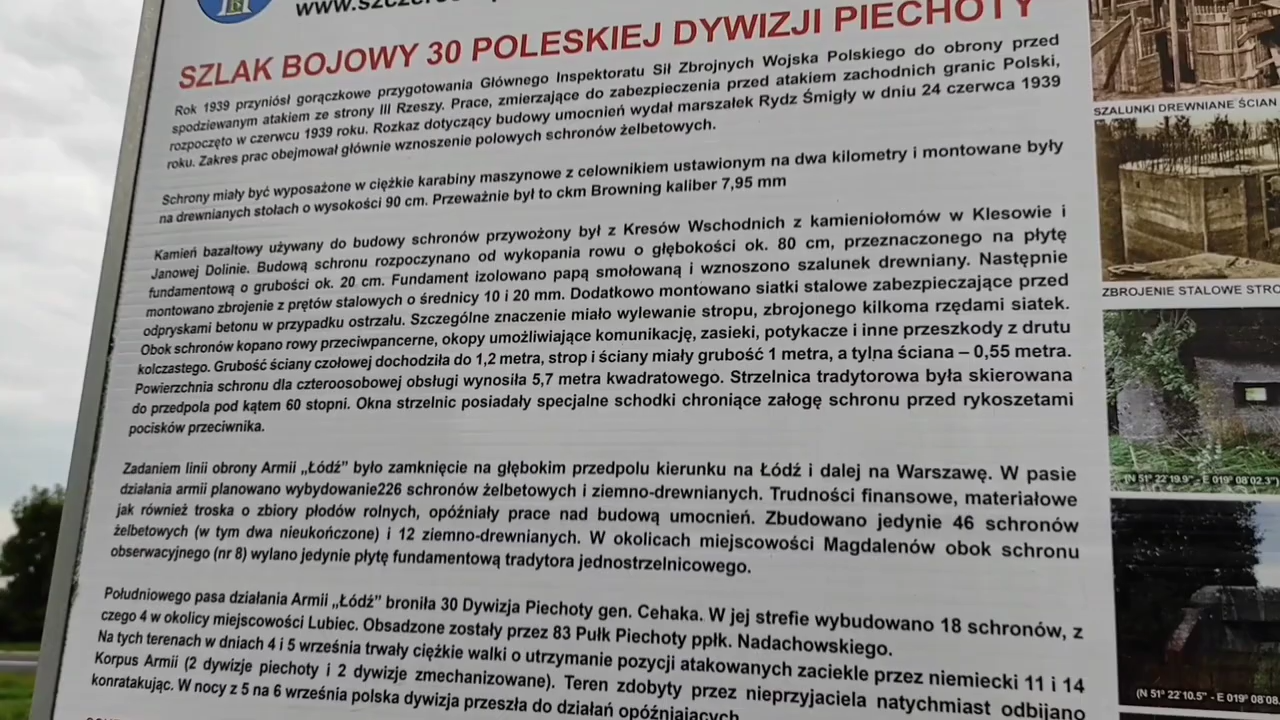 SZLAK BOJOWY 30 POLESKIEJ DYWIZJI PIECHOTY
Rok 1939 przyniósł gorączkowe przygotowania Głównego Inspektoratu Sił Zbrojnych Wojska Polskiego do obrony przed
spodziewanym atakiem ze strony III Rzeszy. Prace, zmierzające do zabezpieczenia przed atakiem zachodnich granic Polski,
rozpoczęto w czerwcu 1939 roku. Rozkaz dotyczący budowy umocnień wydał marszałek Rydz Śmigły w dniu 24 czerwca 1939
roku. Zakres prac obejmował głównie wznoszenie polowych schronów żelbetowych.
Schrony miały być wyposażone w ciężkie karabiny maszynowe z celownikiem ustawionym na dwa kilometry i montowane były
na drewnianych stołach o wysokości 90 cm. Przeważnie był to ckm Browning kaliber 7,95 mm
Kamień bazaltowy używany do budowy schronów przywożony był z Kresów Wschodnich z kamieniołomów w Klesowie i
Janowej Dolinie. Budową schronu rozpoczynano od wykopania rowu o głębokości ok. 80 cm, przeznaczonego na płytę
fundamentową o grubości ok. 20 cm. Fundament izolowano papą smołowaną i wznoszono szalunek drewniany. Następnie
montowano zbrojenie z prętów stalowych o średnicy 10 i 20 mm. Dodatkowo montowano siatki stalowe zabezpieczające przed
odpryskami betonu w przypadku ostrzału. Szczególne znaczenie miało wylewanie stropu, zbrojonego kilkoma rzędami siatek.
Obok schronów kopano rowy przeciwpancerne, okopy umożliwiające komunikację, zasieki, potykacze i inne przeszkody z drutu
kolczastego. Grubość ściany czołowej dochodziła do 1,2 metra, strop i ściany miały grubość 1 metra, a tylna ściana – 0,55 metra.
Powierzchnia schronu dla czteroosobowej obsługi wynosiła 5,7 metra kwadratowego. Strzelnica tradytorowa była skierowana
do przedpola pod kątem 60 stopni. Okna strzelnic posiadały specjalne schodki chroniące załogę schronu przed rykoszetami
pocisków przeciwnika.
Zadaniem linii obrony Armii „Łódź” było zamknięcie na głębokim przedpolu kierunku na Łódź i dalej na Warszawę. W pasie
działania armii planowano wybydowanie226 schronów żelbetowych i ziemno-drewnianych. Trudności finansowe, materiałowe
jak również troska o zbiory płodów rolnych, opóźniały prace nad budową umocnień. Zbudowano jedynie 46 schronów
żelbetowych (w tym dwa nieukończone) i 12 ziemno-drewnianych. W okolicach miejscowości Magdalenów obok schronu
obserwacyjnego (nr 8) wylano jedynie płytę fundamentową tradytora jednostrzelnicowego.
Południowego pasa działania Armii „Łódź” broniła 30 Dywizja Piechoty gen. Cehaka. W jej strefie wybudowano 18 schronów, z
czego 4 w okolicy miejscowości Lubiec. Obsadzone zostały przez 83 Pułk Piechoty ppłk. Nadachowskiego.
Na tych terenach w dniach 4 i 5 września trwały ciężkie walki o utrzymanie pozycji atakowanych zaciekle przez niemiecki 11 i 14
Korpus Armii (2 dywizje piechoty i 2 dywizje zmechanizowane). Teren zdobyty przez nieprzyjaciela natychmiast odbijano
konratakując. W nocy z 5 na 6 września polska dywizja przeszła do działań opóźniających
SZALUNKI DREWNIANE ŚCIAN
ZBROJENIE STALOWE STRO
(N 51° 22'19.9" - E 019° 08'02.3")
(N 51° 22'10.5" - E 019° 08'08